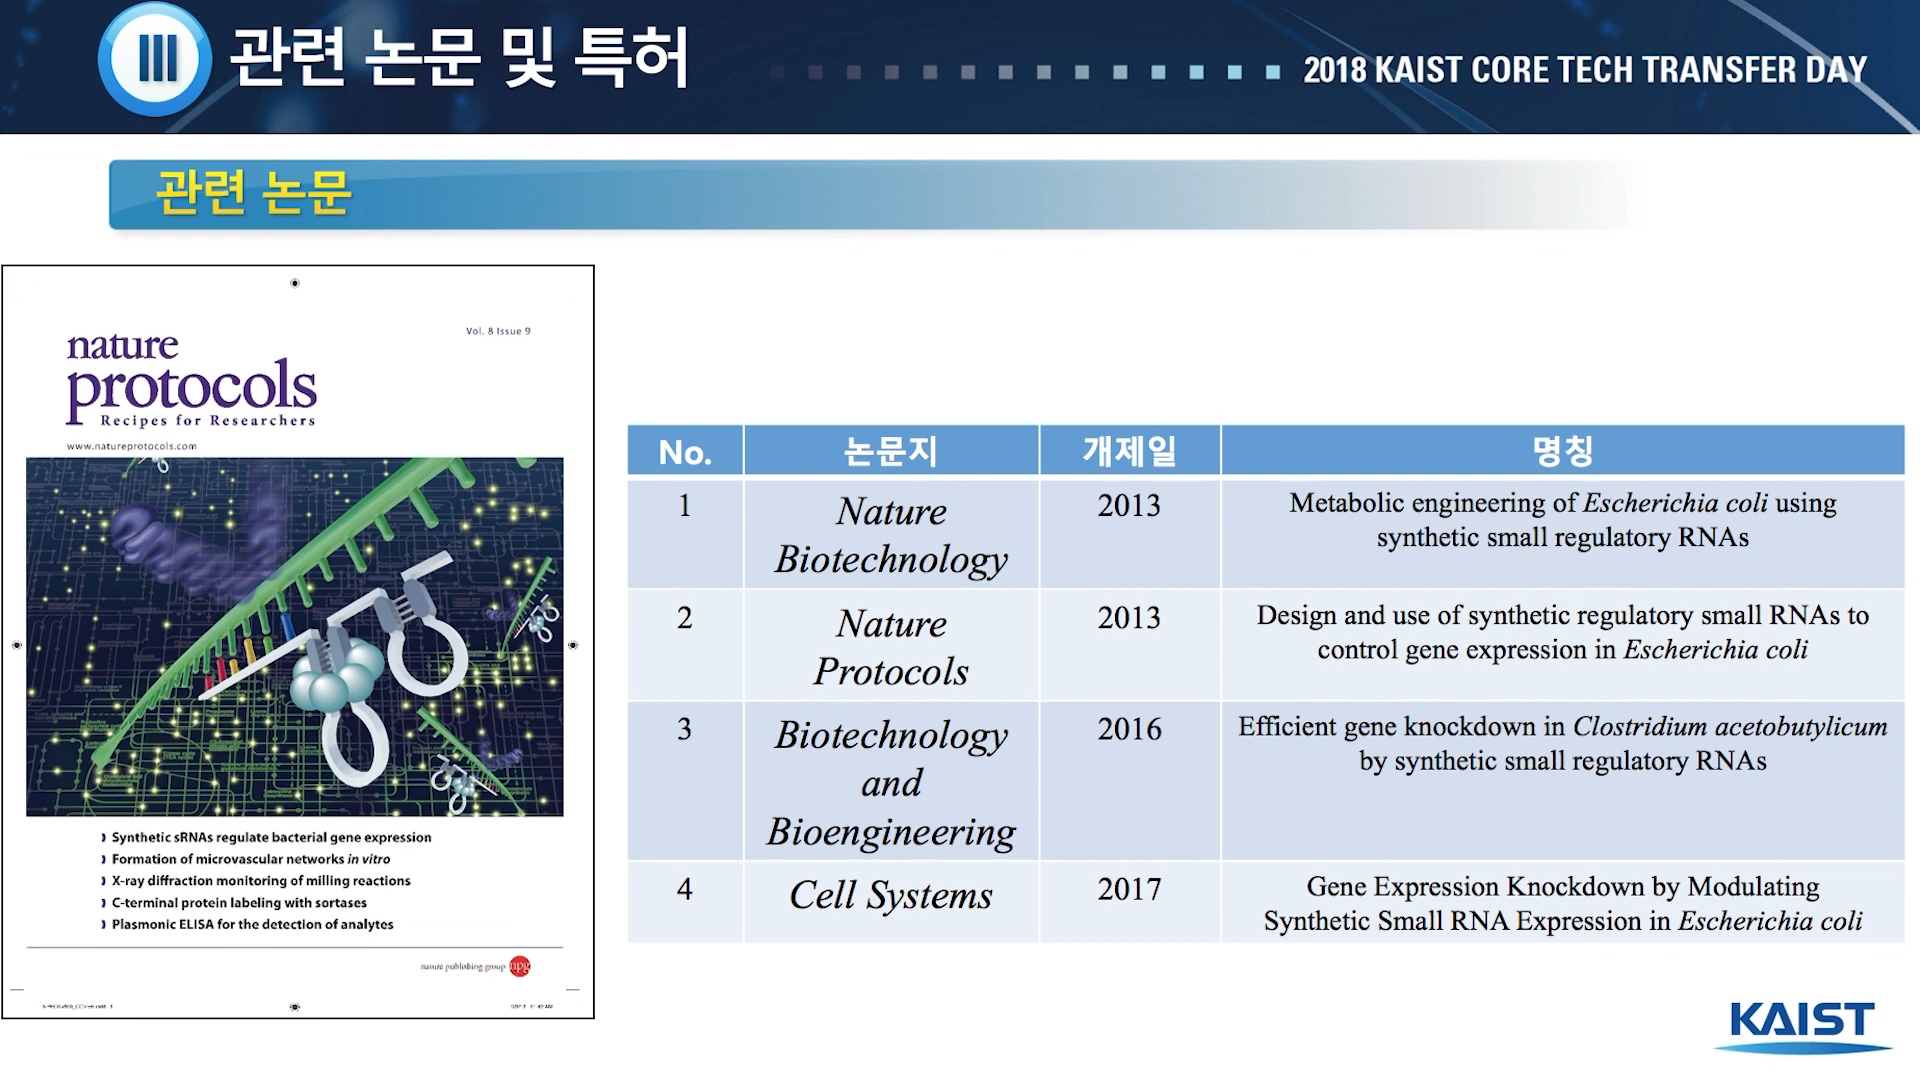 III 관련 논문 및 특허
2018 KAIST CORE TECH TRANSFER DAY
관련 논문
Vol. 8 Issue 9
nature
protocols
Recipes for Researchers
www.natureprotocols.com
Synthetic sRNAs regulate bacterial gene expression
Formation of microvascular networks in vitro
X-ray diffraction monitoring of milling reactions
C-terminal protein labeling with sortases
Plasmonic ELISA for the detection of analytes
nature publishing group npg
No. 논문지 개제일 명칭
1 Nature Biotechnology 2013 Metabolic engineering of Escherichia coli using
synthetic small regulatory RNAs
2 Nature Protocols 2013 Design and use of synthetic regulatory small RNAs to
control gene expression in Escherichia coli
3 Biotechnology and Bioengineering 2016 Efficient gene knockdown in Clostridium acetobutylicum
by synthetic small regulatory RNAs
4 Cell Systems 2017 Gene Expression Knockdown by Modulating
Synthetic Small RNA Expression in Escherichia coli
KAIST